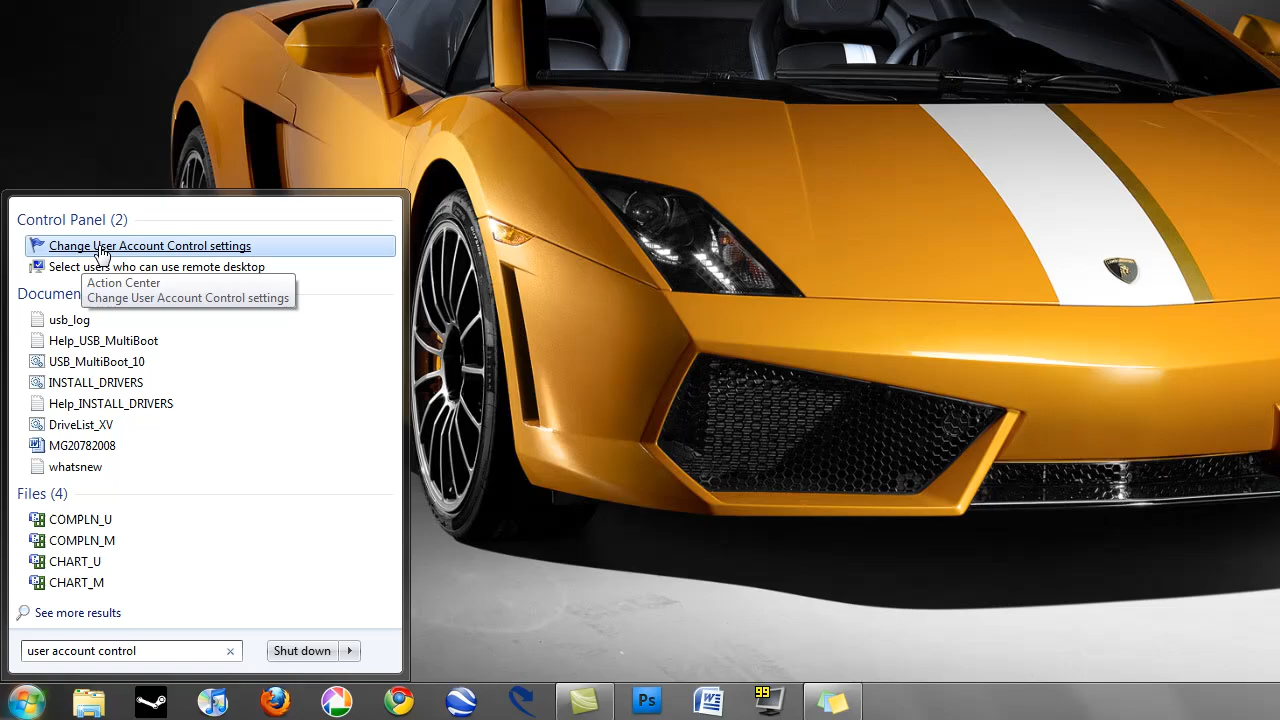 Control Panel (2)
Change User Account Control settings
Select users who can use remote desktop
Action Center
Change User Account Control settings
usb_log
Help_USB_MultiBoot
USB_MultiBoot_10
INSTALL_DRIVERS
Help_INSTALL_DRIVERS
DriveList_XV
IMG20082008
whatsnew
Files (4)
COMPLN_U
COMPLN_M
CHART_U
CHART_M
See more results
user account control
Shut down
Ps
W
99